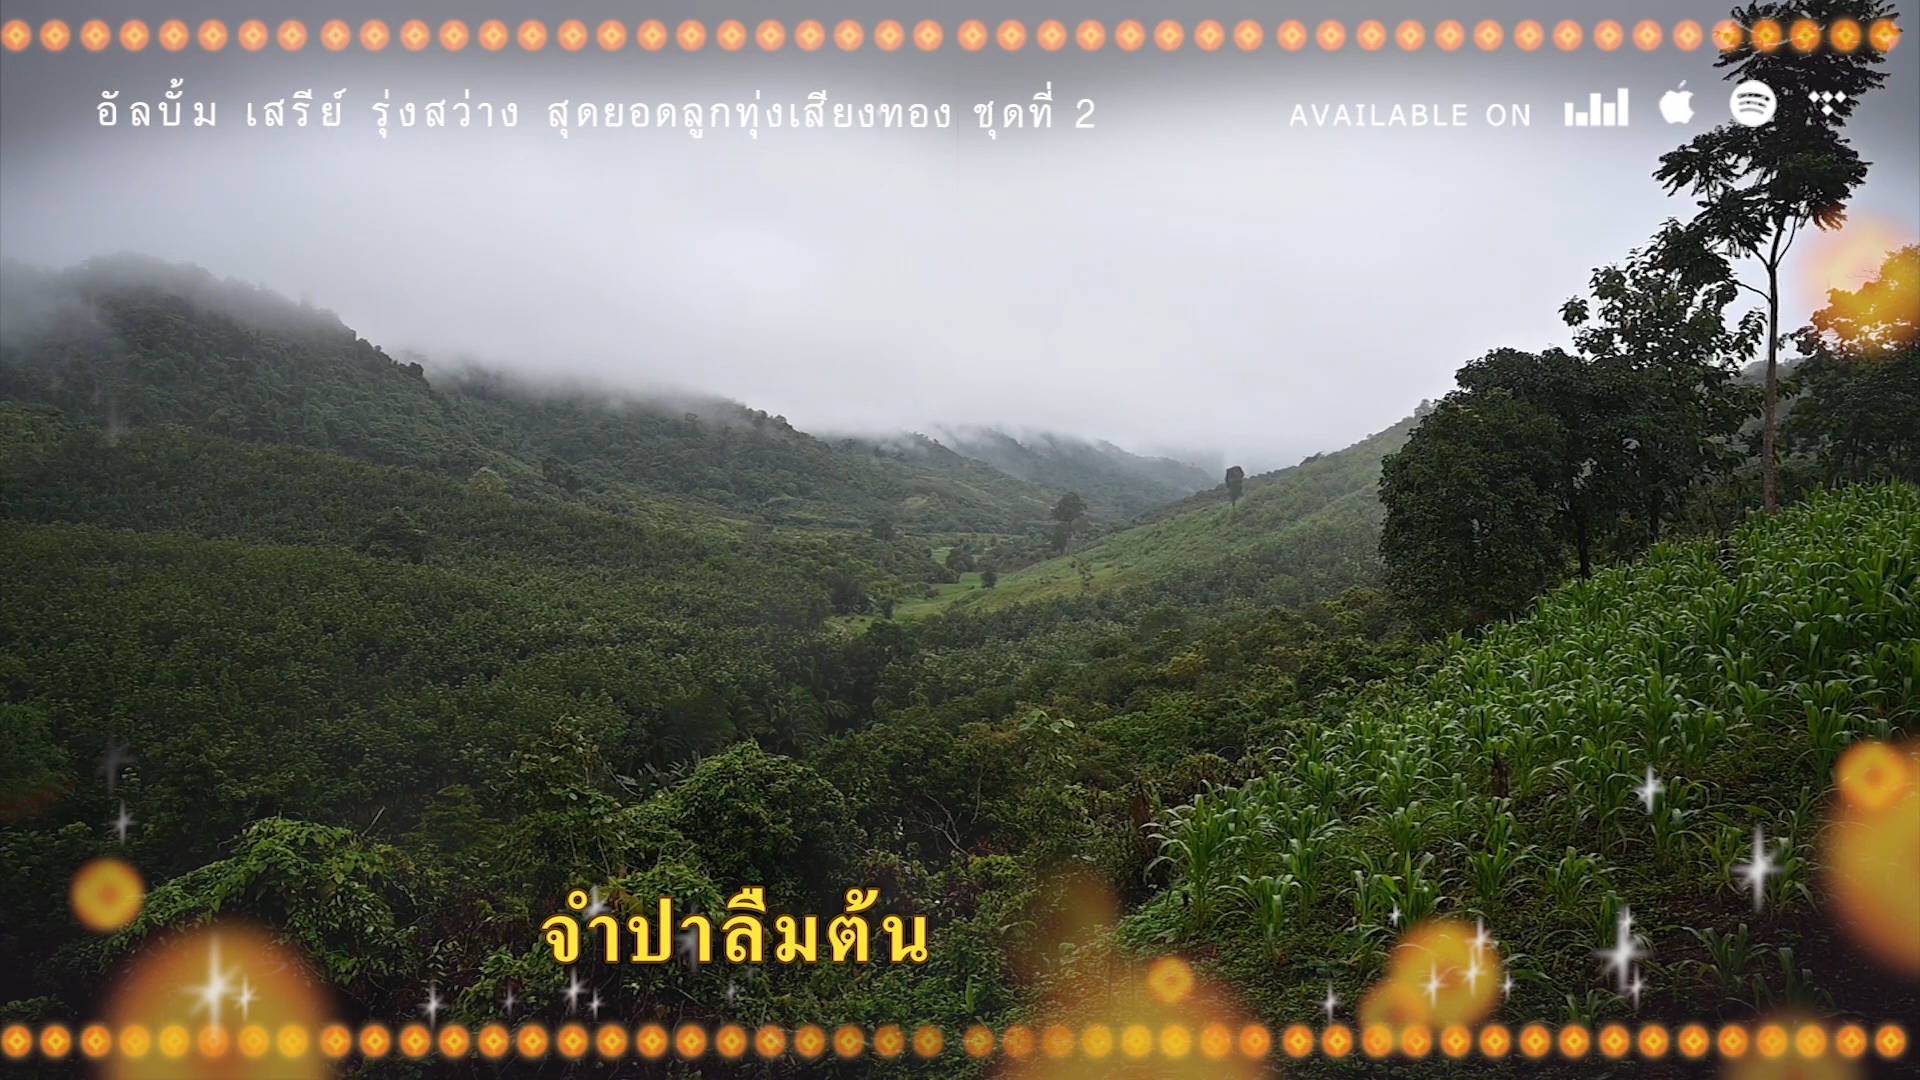 อัลบั้ม เสรีย์ รุ่งสว่าง สุดยอดลูกทุ่งเสียงทอง ชุดที่ 2
AVAILABLE ON
จำปาลืมต้น